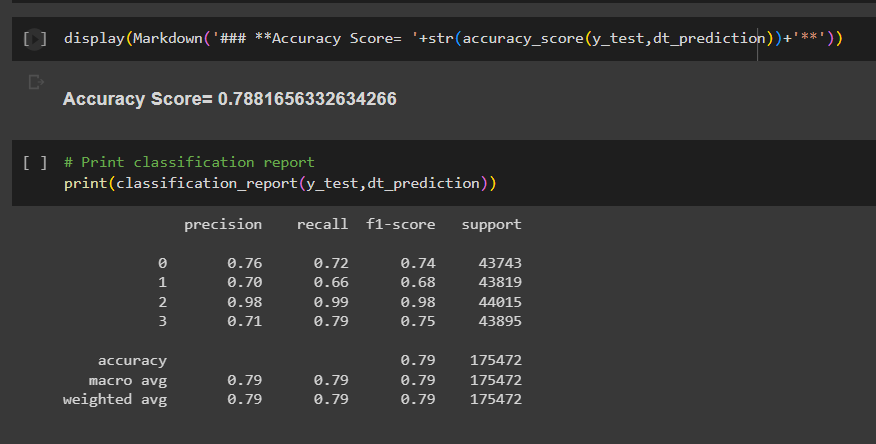 [ ] display(Markdown('### **Accuracy Score= '+str(accuracy_score(y_test,dt_prediction))+'**'))
Accuracy Score= 0.7881656332634266
[ ] # Print classification report
print(classification_report(y_test,dt_prediction))
precision recall f1-score support
0 0.76 0.72 0.74 43743
1 0.70 0.66 0.68 43819
2 0.98 0.99 0.98 44015
3 0.71 0.79 0.75 43895
accuracy 0.79 175472
macro avg 0.79 0.79 0.79 175472
weighted avg 0.79 0.79 0.79 175472